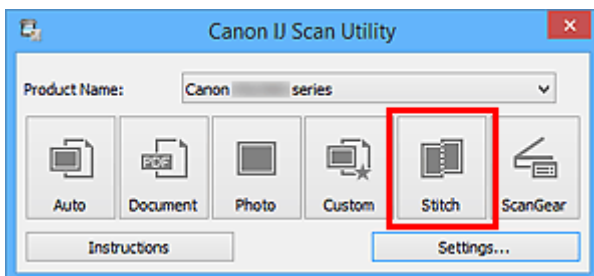 Canon IJ Scan Utility
Product Name: Canon series
PDF
Auto Document Photo Custom Stitch ScanGear
Instructions Settings...